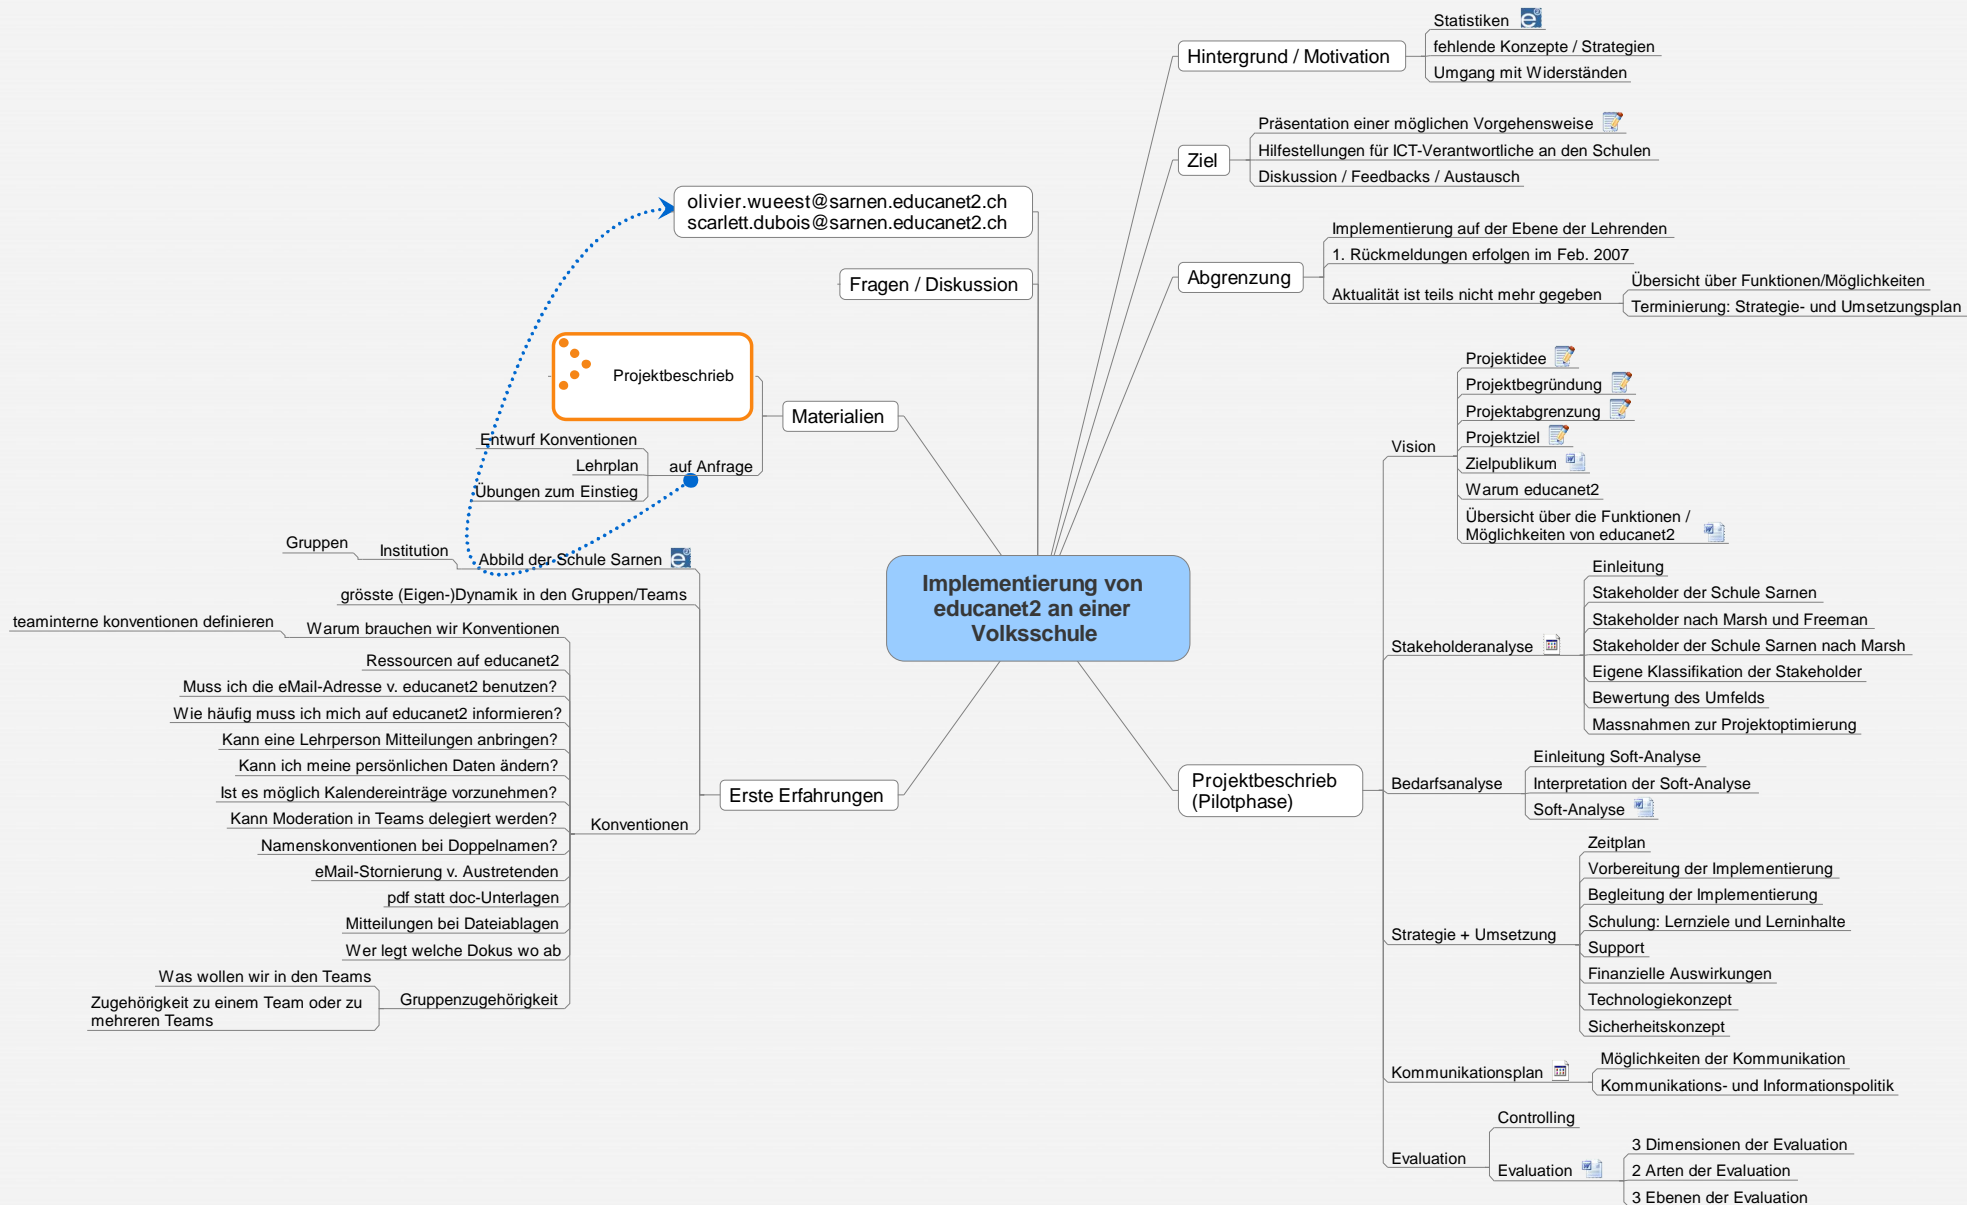 Implementierung von
educanet2 an einer
Volksschule
Hintergrund / Motivation
Statistiken
fehlende Konzepte / Strategien
Umgang mit Widerständen
Ziel
Präsentation einer möglichen Vorgehensweise
Hilfestellungen für ICT-Verantwortliche an den Schulen
Diskussion / Feedbacks / Austausch
Abgrenzung
Implementierung auf der Ebene der Lehrenden
1. Rückmeldungen erfolgen im Feb. 2007
Aktualität ist teils nicht mehr gegeben
Übersicht über Funktionen/Möglichkeiten
Terminierung: Strategie- und Umsetzungsplan
Projektbeschrieb
(Pilotphase)
Vision
Projektidee
Projektbegründung
Projektabgrenzung
Projektziel
Zielpublikum
Warum educanet2
Übersicht über die Funktionen /
Möglichkeiten von educanet2
Stakeholderanalyse
Einleitung
Stakeholder der Schule Sarnen
Stakeholder nach Marsh und Freeman
Stakeholder der Schule Sarnen nach Marsh
Eigene Klassifikation der Stakeholder
Bewertung des Umfelds
Massnahmen zur Projektoptimierung
Bedarfsanalyse
Einleitung Soft-Analyse
Interpretation der Soft-Analyse
Soft-Analyse
Strategie + Umsetzung
Zeitplan
Vorbereitung der Implementierung
Begleitung der Implementierung
Schulung: Lernziele und Lerninhalte
Support
Finanzielle Auswirkungen
Technologiekonzept
Sicherheitskonzept
Kommunikationsplan
Möglichkeiten der Kommunikation
Kommunikations- und Informationspolitik
Evaluation
Controlling
Evaluation
3 Dimensionen der Evaluation
2 Arten der Evaluation
3 Ebenen der Evaluation
olivier.wueest@sarnen.educanet2.ch
scarlett.dubois@sarnen.educanet2.ch
Fragen / Diskussion
Materialien
Projektbeschrieb
auf Anfrage
Entwurf Konventionen
Lehrplan
Übungen zum Einstieg
Erste Erfahrungen
Abbild der Schule Sarnen
Institution
Gruppen
grösste (Eigen-)Dynamik in den Gruppen/Teams
Konventionen
Warum brauchen wir Konventionen
teaminterne konventionen definieren
Ressourcen auf educanet2
Muss ich die eMail-Adresse v. educanet2 benutzen?
Wie häufig muss ich mich auf educanet2 informieren?
Kann eine Lehrperson Mitteilungen anbringen?
Kann ich meine persönlichen Daten ändern?
Ist es möglich Kalendereinträge vorzunehmen?
Kann Moderation in Teams delegiert werden?
Namenskonventionen bei Doppelnamen?
eMail-Stornierung v. Austretenden
pdf statt doc-Unterlagen
Mitteilungen bei Dateiablagen
Wer legt welche Dokus wo ab
Gruppenzugehörigkeit
Was wollen wir in den Teams
Zugehörigkeit zu einem Team oder zu
mehreren Teams